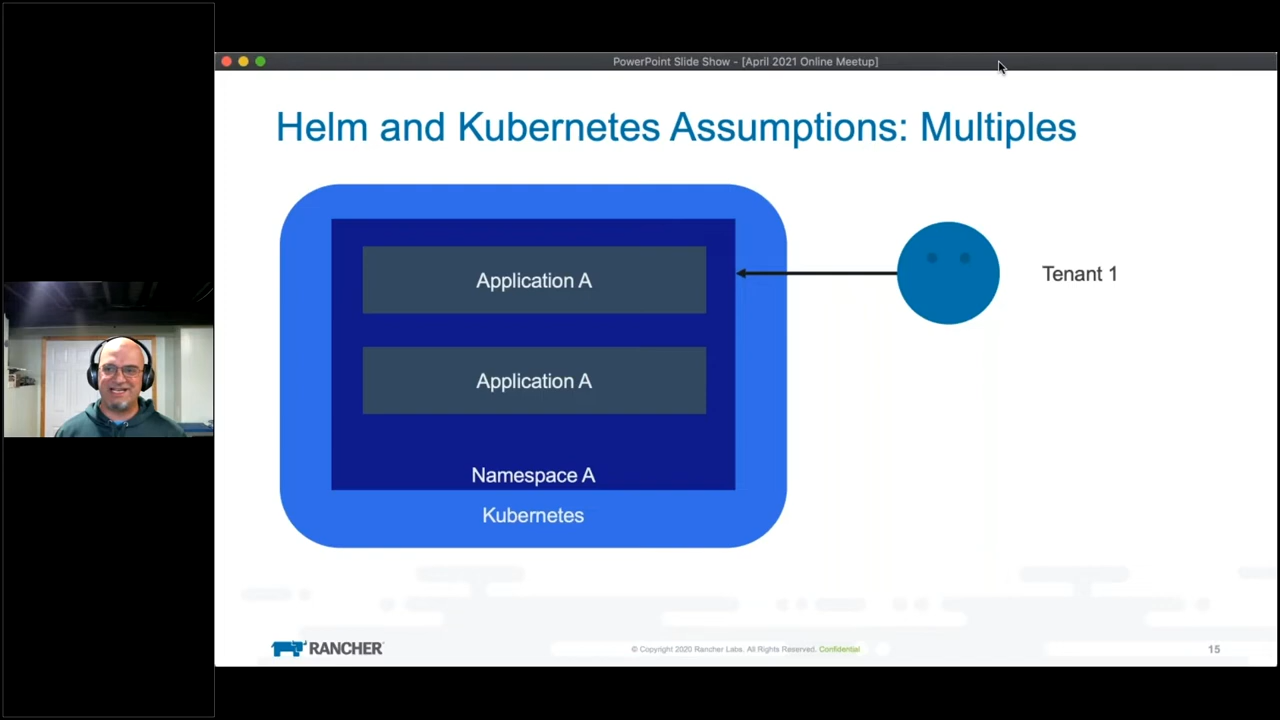 PowerPoint Slide Show - [April 2021 Online Meetup]
Helm and Kubernetes Assumptions: Multiples
Application A
Tenant 1
Application A
Namespace A
Kubernetes
RANCHER
© Copyright 2020 Rancher Labs. All Rights Reserved. Confidential
15